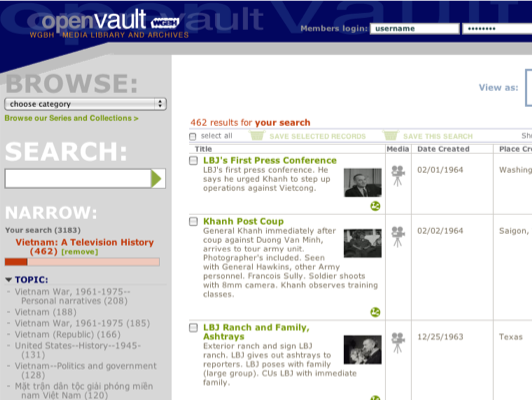 openvault WGBH
WGBH MEDIA LIBRARY AND ARCHIVES
Members login: username ••••••••
BROWSE:
choose category
Browse our Series and Collections >
SEARCH:
NARROW:
Your search (3183)
Vietnam: A Television History
(462) [remove]
TOPIC:
- Vietnam War, 1961-1975--
Personal narratives (208)
- Vietnam (188)
- Vietnam War, 1961-1975 (185)
- Vietnam (Republic) (166)
- United States--History--1945-
(131)
- Vietnam--Politics and government
(128)
- Mặt trận dân tộc giải phóng miền
nam Việt Nam (120)
View as:
462 results for your search
select all SAVE SELECTED RECORDS SAVE THIS SEARCH Sh
Title Media Date Created Place Cr
LBJ's First Press Conference
LBJ's first press conference. He
says he urged Khanh to step up
operations against Vietcong.
02/01/1964 Washing
Khanh Post Coup
General Khanh immediately after
coup against Duong Van Minh,
arrives to tour army unit.
Photographer's included. Seen
with General Hawkins, other Army
personnel. Francois Sully. Soldier shoots
with 8mm camera. Khanh observes training
classes.
02/02/1964 Saigon,
LBJ Ranch and Family,
Ashtrays
Exterior ranch and sign LBJ
ranch. LBJ gives out ashtrays to
reporters. LBJ poses with family
(large group). CUs LBJ with immediate
family.
12/25/1963 Texas